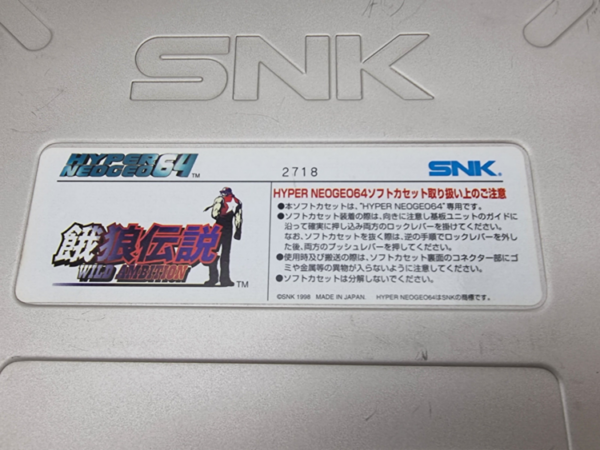 SNK
HYPER NEOGEO 64 TM
2718
SNK
餓狼伝説
WILD AMBITION
TM
HYPER NEOGEO64ソフトカセット取り扱い上のご注意
●本ソフトカセットは、"HYPER NEOGEO64"専用です。
●ソフトカセット装着の際は、向きに注意し基板ユニットのガイドに
沿って確実に押し込み両方のロックレバーを掛けてください。
なお、ソフトカセットを抜く際は、逆の手順でロックレバーを外し
た後、両方のプッシュレバーを押してください。
●使用時及び搬送の際は、ソフトカセット裏面のコネクター部にゴ
ミや金属等の異物が入らないように注意してください。
●ソフトカセットは分解しないでください。
©SNK 1998 MADE IN JAPAN. HYPER NEOGEO64はSNKの商標です。